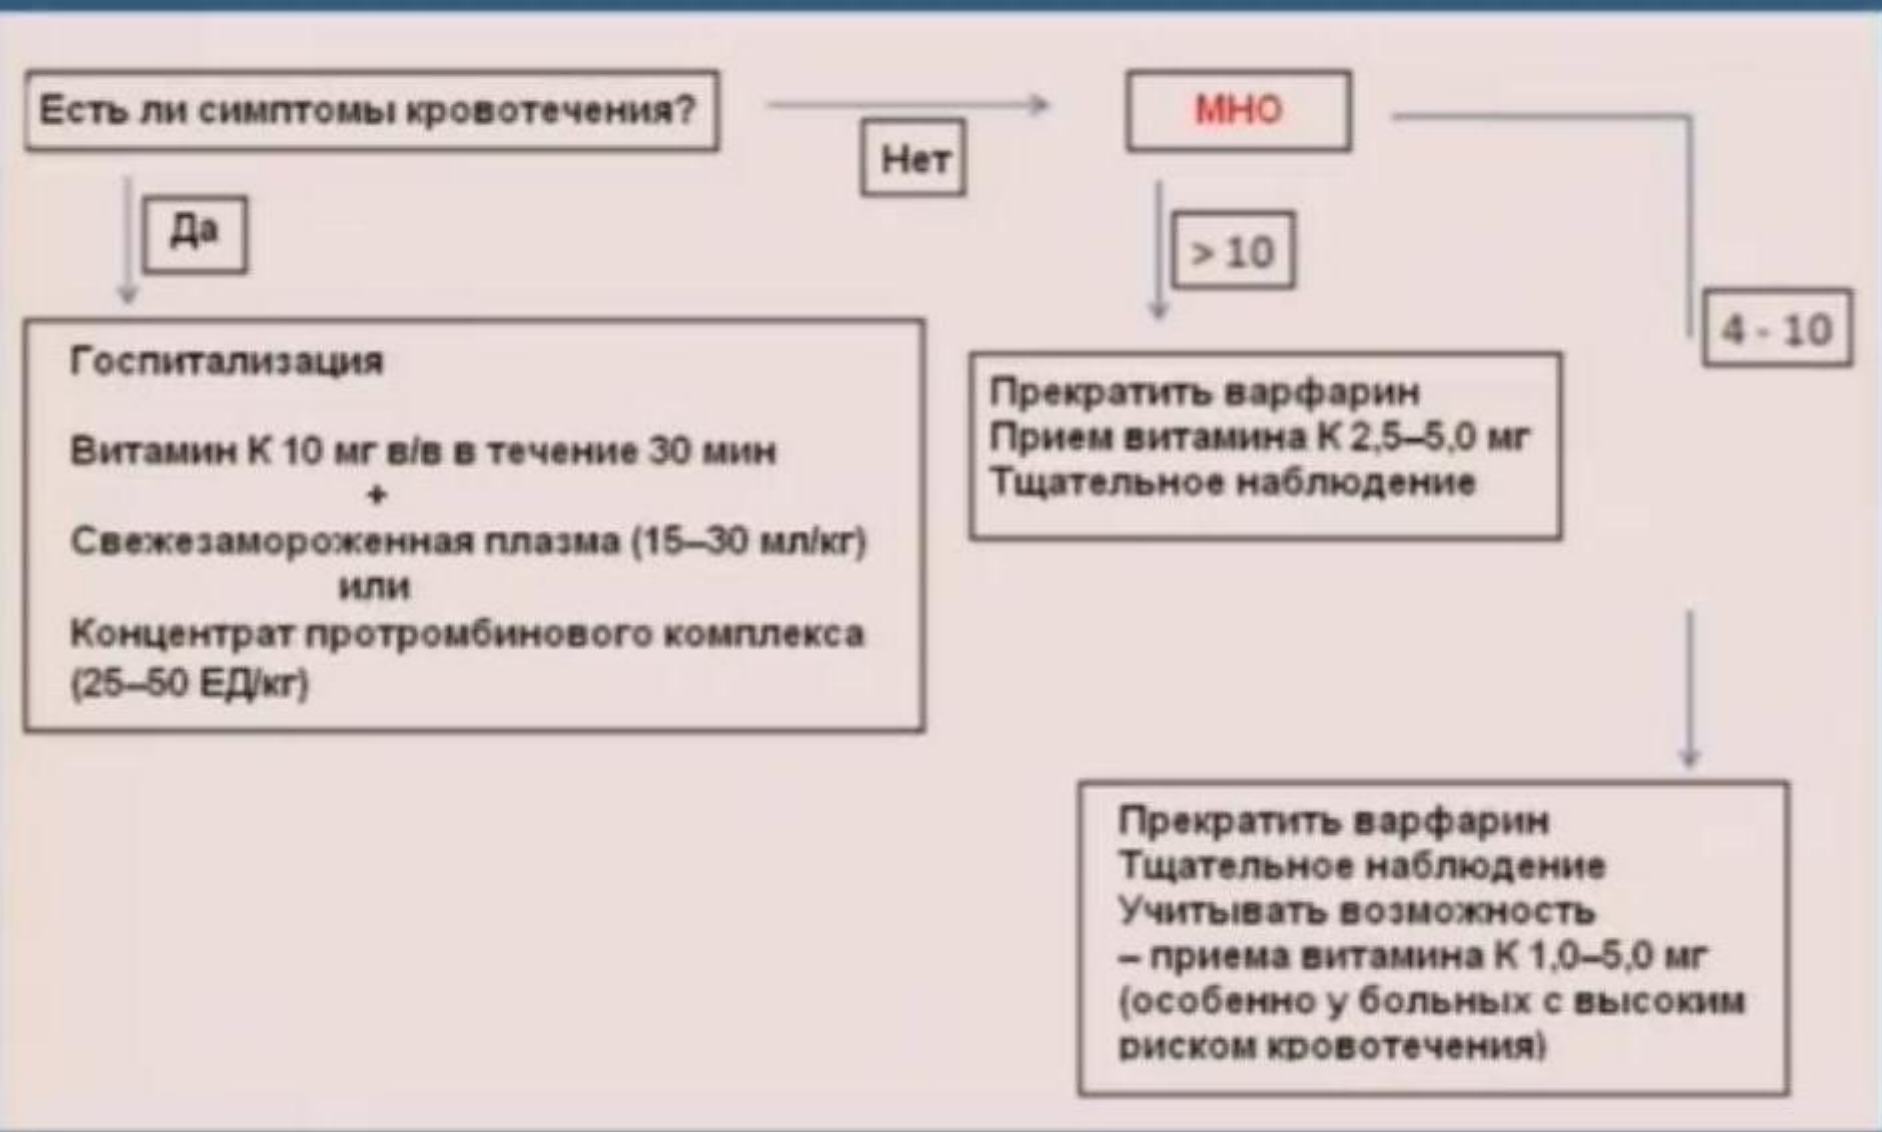 Есть ли симптомы кровотечения?
Нет
МНО
Да
> 10
4 - 10
Госпитализация
Витамин К 10 мг в/в в течение 30 мин
+
Свежезамороженная плазма (15–30 мл/кг)
или
Концентрат протромбинового комплекса
(25–50 ЕД/кг)
Прекратить варфарин
Прием витамина К 2,5–5,0 мг
Тщательное наблюдение
Прекратить варфарин
Тщательное наблюдение
Учитывать возможность
– приема витамина К 1,0–5,0 мг
(особенно у больных с высоким
риском кровотечения)